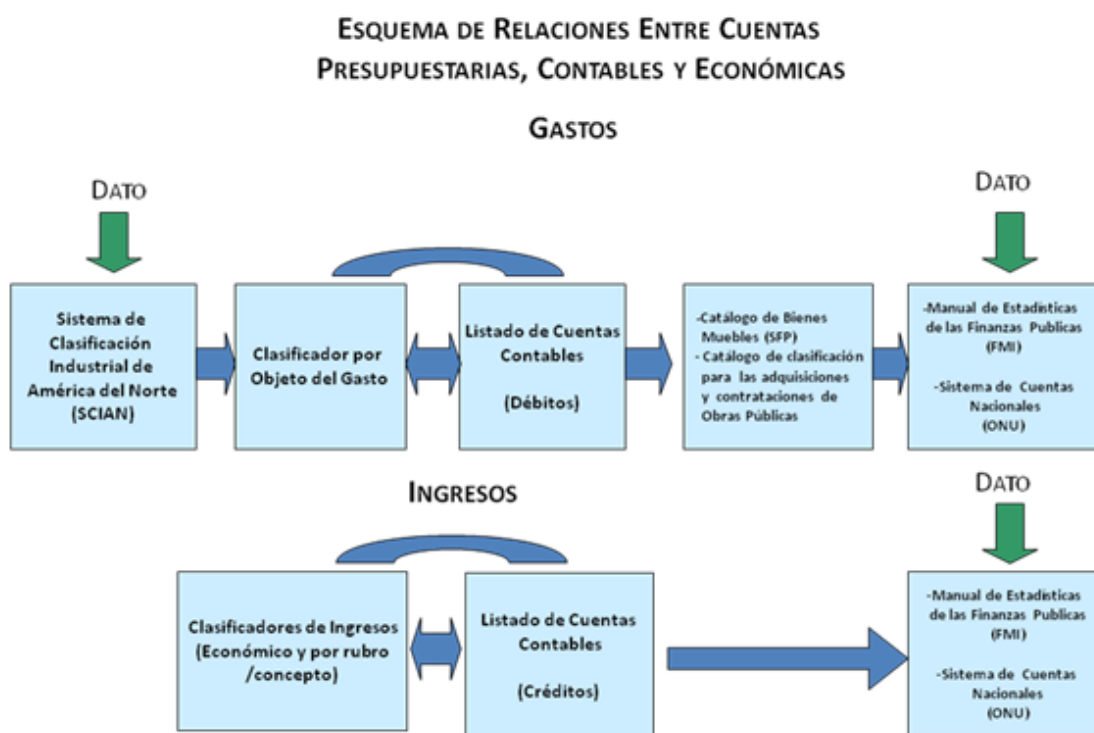 ESQUEMA DE RELACIONES ENTRE CUENTAS
PRESUPUESTARIAS, CONTABLES Y ECONÓMICAS
GASTOS
DATO
DATO
Sistema de
Clasificación
Industrial de
América del Norte
(SCIAN)
Clasificador por
Objeto del Gasto
Listado de Cuentas
Contables
(Débitos)
-Catálogo de Bienes
Muebles (SFP)
- Catálogo de clasificación
para las adquisiciones
y contrataciones de
Obras Públicas
-Manual de Estadísticas
de las Finanzas Publicas
(FMI)
-Sistema de Cuentas
Nacionales
(ONU)
INGRESOS
DATO
Clasificadores de Ingresos
(Económico y por rubro
/concepto)
Listado de Cuentas
Contables
(Créditos)
-Manual de Estadísticas
de las Finanzas Publicas
(FMI)
-Sistema de Cuentas
Nacionales
(ONU)